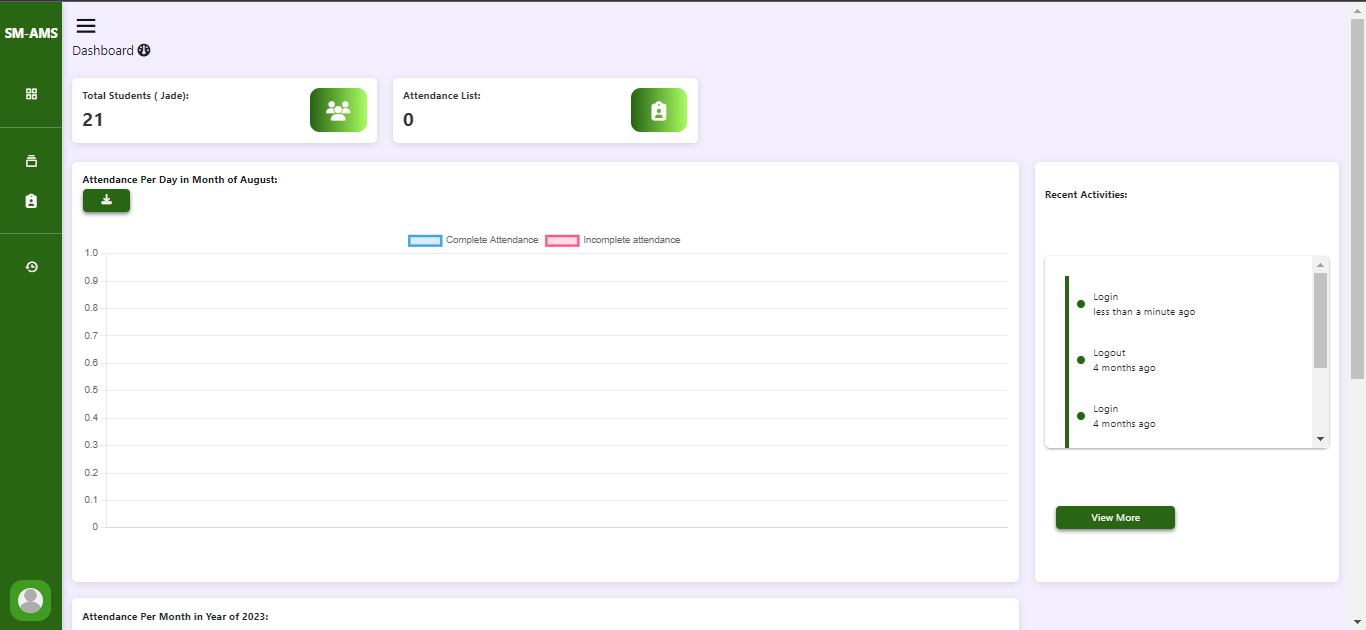 SM-AMS
Dashboard
Total Students ( Jade):
21
Attendance List:
0
Attendance Per Day in Month of August:
Complete Attendance
Incomplete attendance
1.0
0.9
0.8
0.7
0.6
0.5
0.4
0.3
0.2
0.1
0
Recent Activities:
Login
less than a minute ago
Logout
4 months ago
Login
4 months ago
View More
Attendance Per Month in Year of 2023: